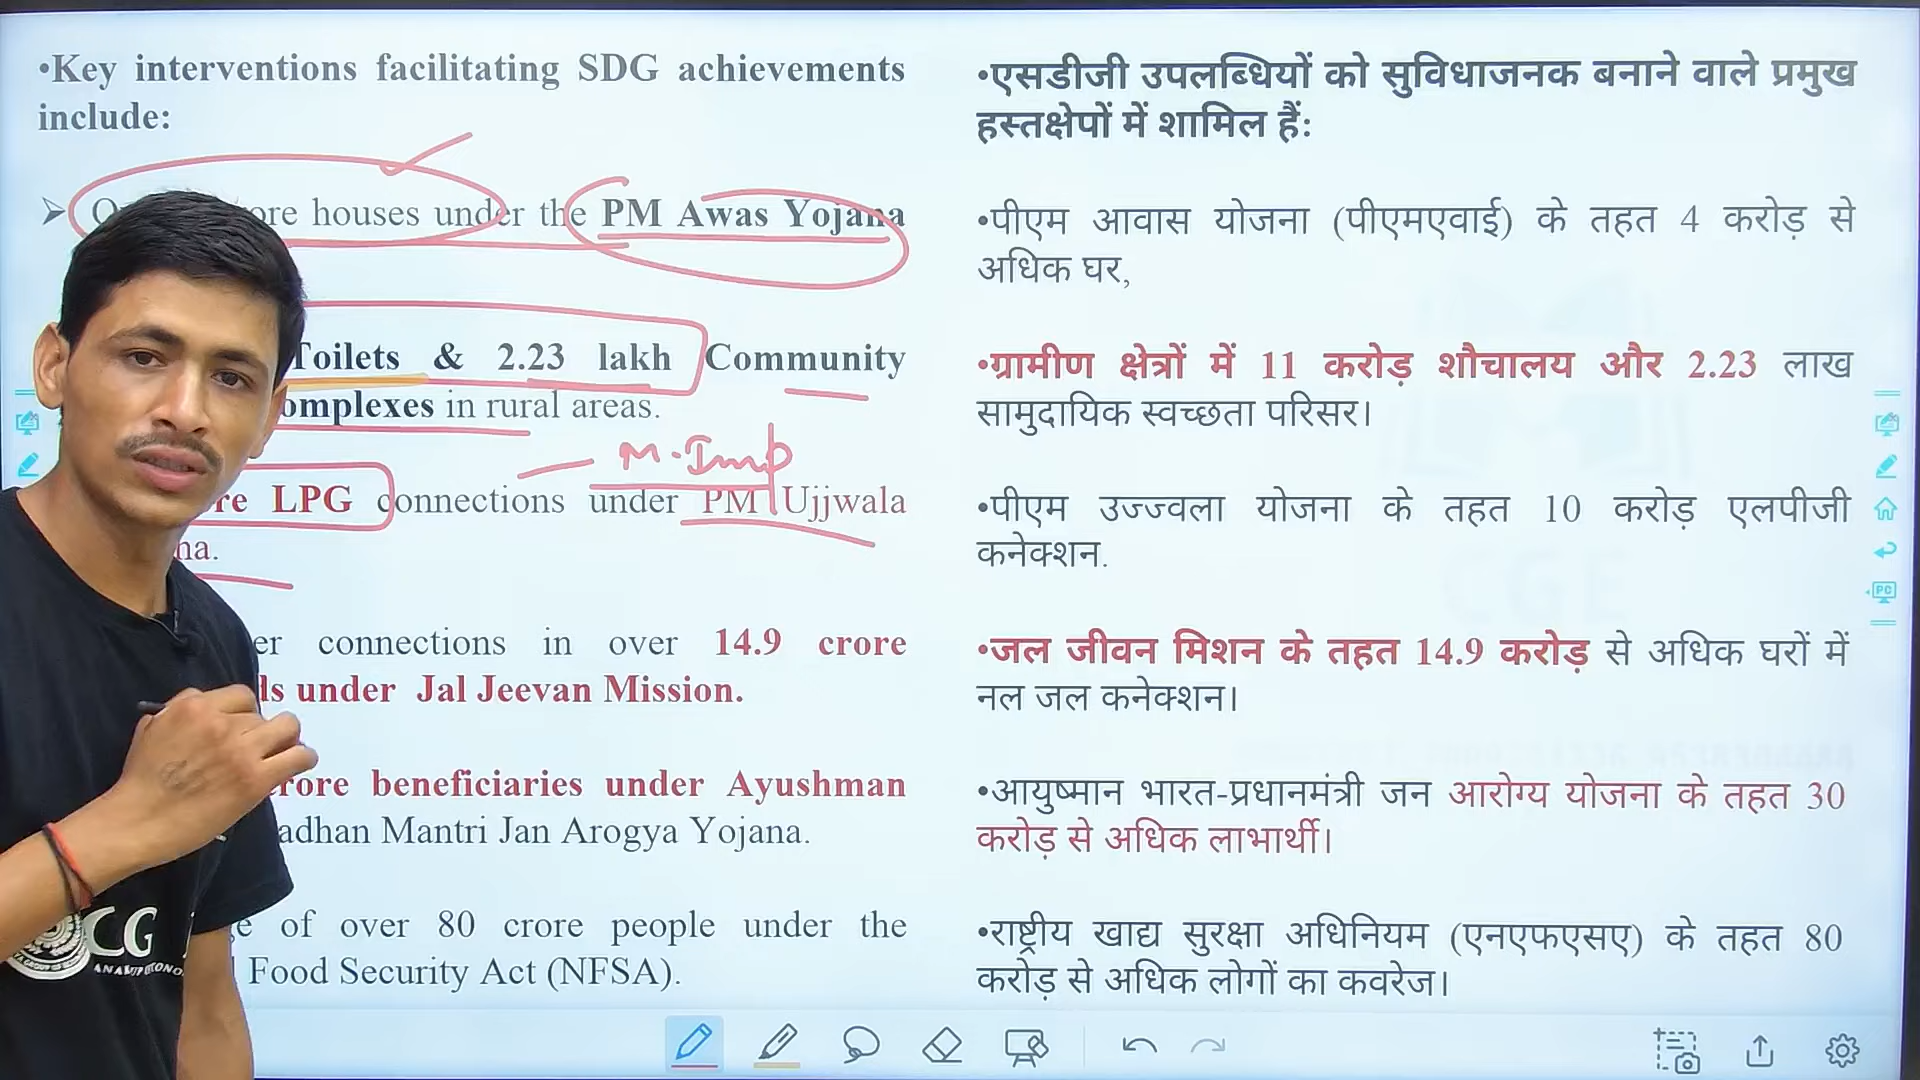 •Key interventions facilitating SDG achievements
include:
➤ houses under the PM Awas Yojana
Toilets & 2.23 lakh Community
omplexes in rural areas.
M. Imp
re LPG connections under PM Ujjwala
na.
er connections in over 14.9 crore
ls under Jal Jeevan Mission.
crore beneficiaries under Ayushman
adhan Mantri Jan Arogya Yojana.
e of over 80 crore people under the
Food Security Act (NFSA).
•एसडीजी उपलब्धियों को सुविधाजनक बनाने वाले प्रमुख
हस्तक्षेपों में शामिल हैं:
•पीएम आवास योजना (पीएमएवाई) के तहत 4 करोड़ से
अधिक घर,
•ग्रामीण क्षेत्रों में 11 करोड़ शौचालय और 2.23 लाख
सामुदायिक स्वच्छता परिसर।
•पीएम उज्ज्वला योजना के तहत 10 करोड़ एलपीजी
कनेक्शन.
•जल जीवन मिशन के तहत 14.9 करोड़ से अधिक घरों में
नल जल कनेक्शन।
•आयुष्मान भारत-प्रधानमंत्री जन आरोग्य योजना के तहत 30
करोड़ से अधिक लाभार्थी।
•राष्ट्रीय खाद्य सुरक्षा अधिनियम (एनएफएसए) के तहत 80
करोड़ से अधिक लोगों का कवरेज।
PC
CG